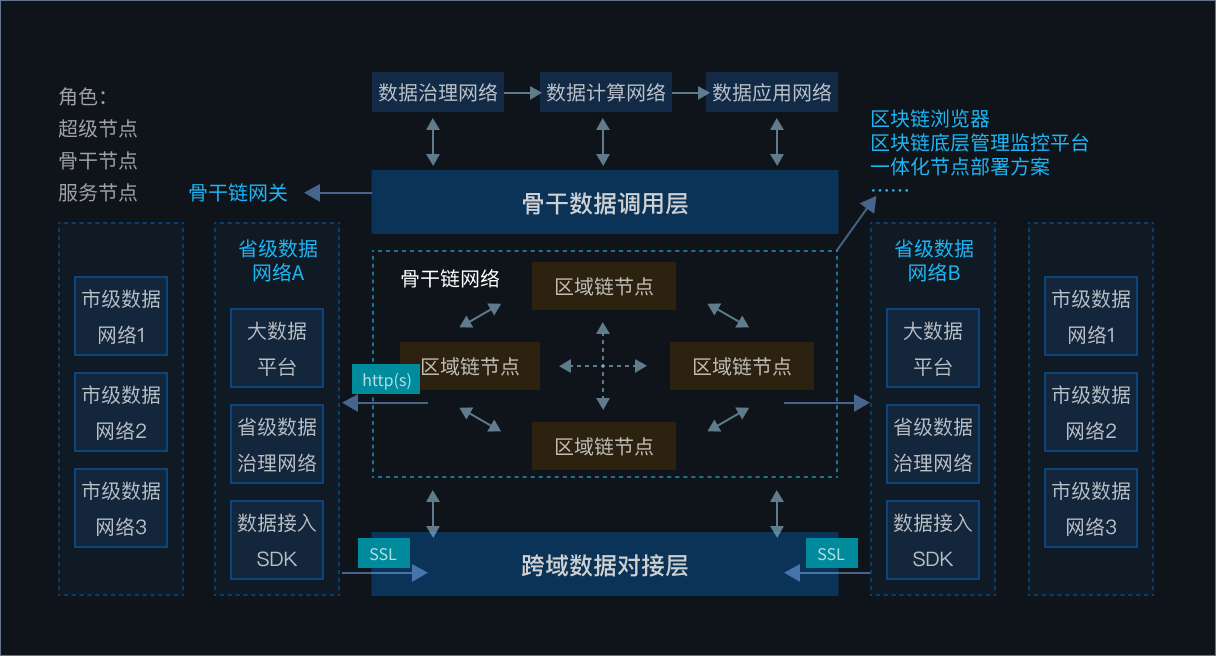 数据治理网络
数据计算网络
数据应用网络
角色：
超级节点
骨干节点
服务节点
骨干链网关
骨干数据调用层
区块链浏览器
区块链底层管理监控平台
一体化节点部署方案
······
市级数据
网络1
市级数据
网络2
市级数据
网络3
省级数据
网络A
大数据
平台
省级数据
治理网络
数据接入
SDK
骨干链网络
区域链节点
区域链节点
区域链节点
区域链节点
http(s)
SSL
跨域数据对接层
SSL
省级数据
网络B
大数据
平台
省级数据
治理网络
数据接入
SDK
市级数据
网络1
市级数据
网络2
市级数据
网络3